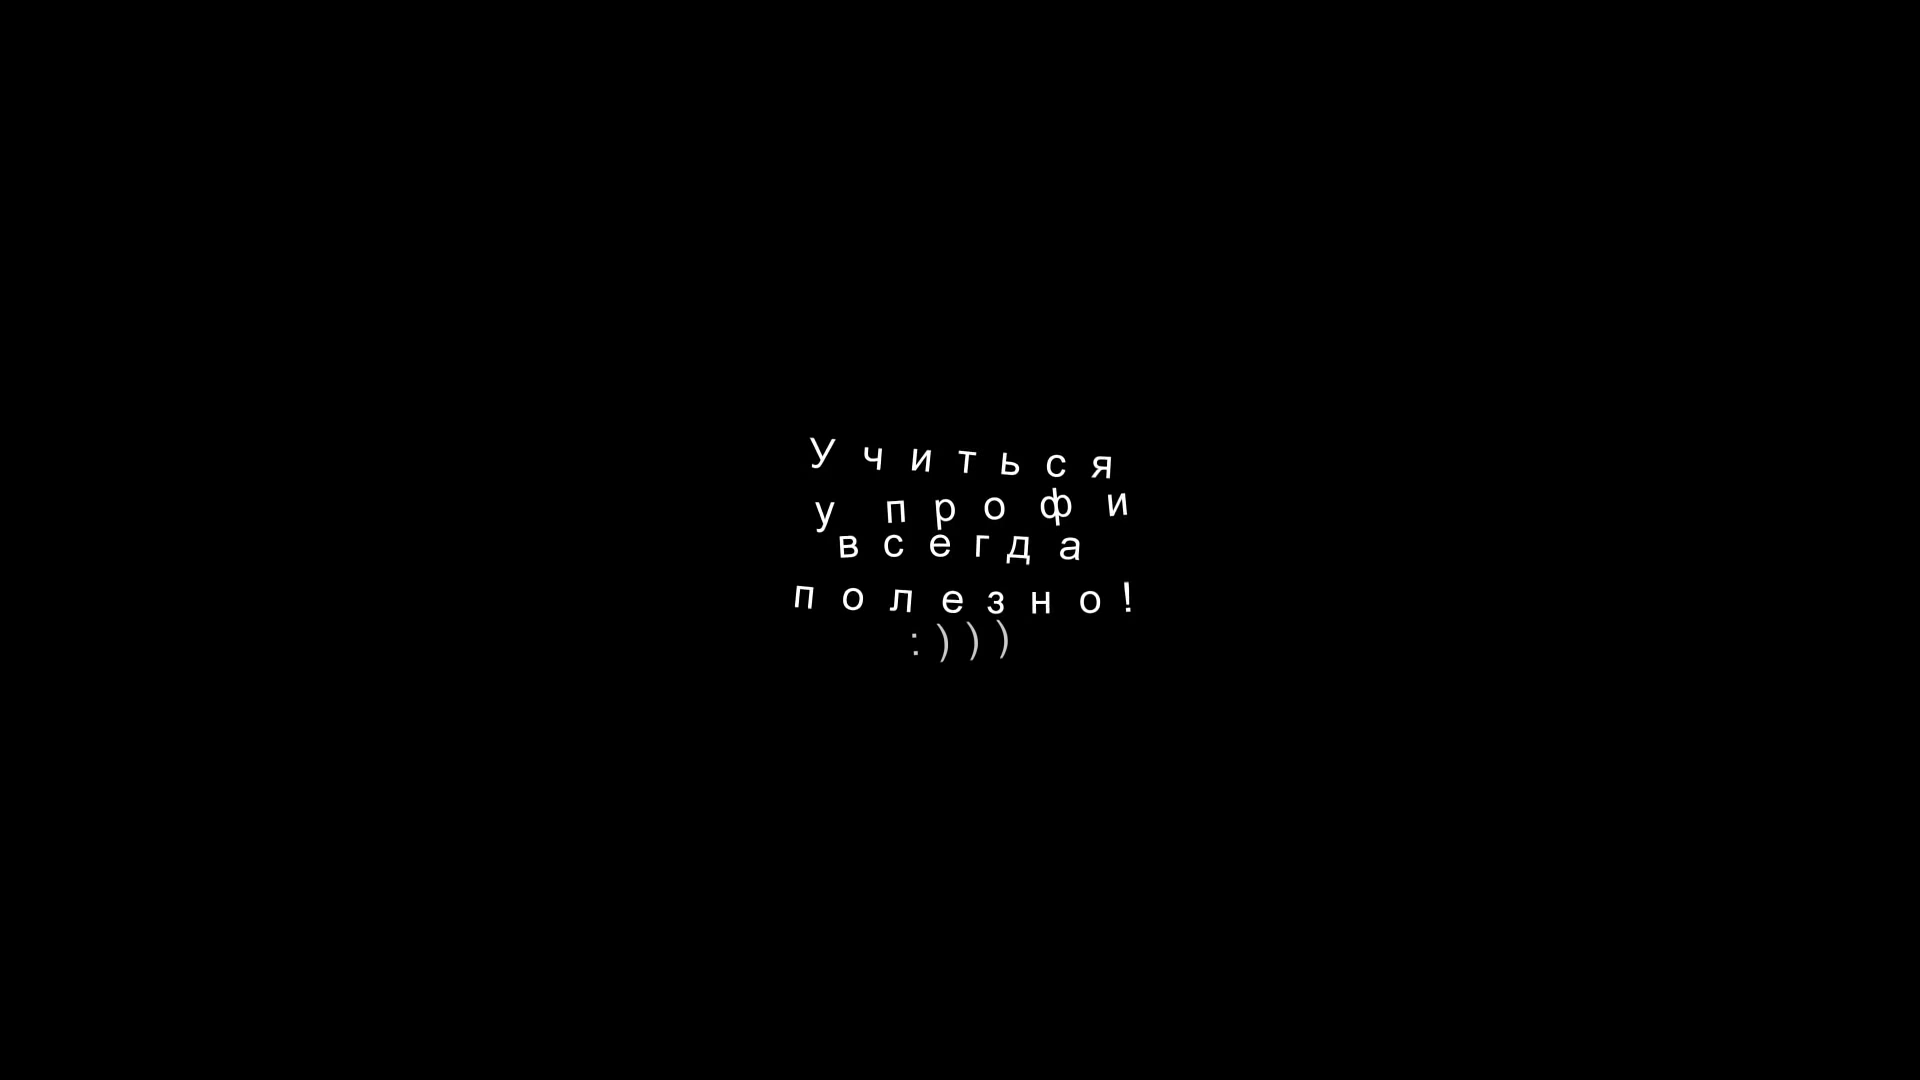 Учиться
у профи
всегда
полезно!
:)))